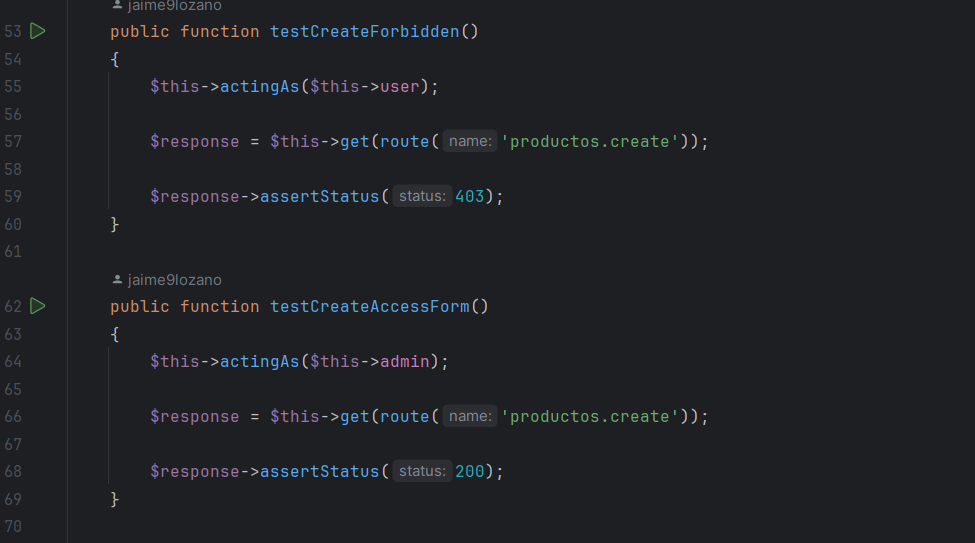 jaime9lozano
53 public function testCreateForbidden()
54 {
55 $this->actingAs($this->user);
56
57 $response = $this->get(route( name: 'productos.create'));
58
59 $response->assertStatus( status: 403);
60 }
61
jaime9lozano
62 public function testCreateAccessForm()
63 {
64 $this->actingAs($this->admin);
65
66 $response = $this->get(route( name: 'productos.create'));
67
68 $response->assertStatus( status: 200);
69 }
70